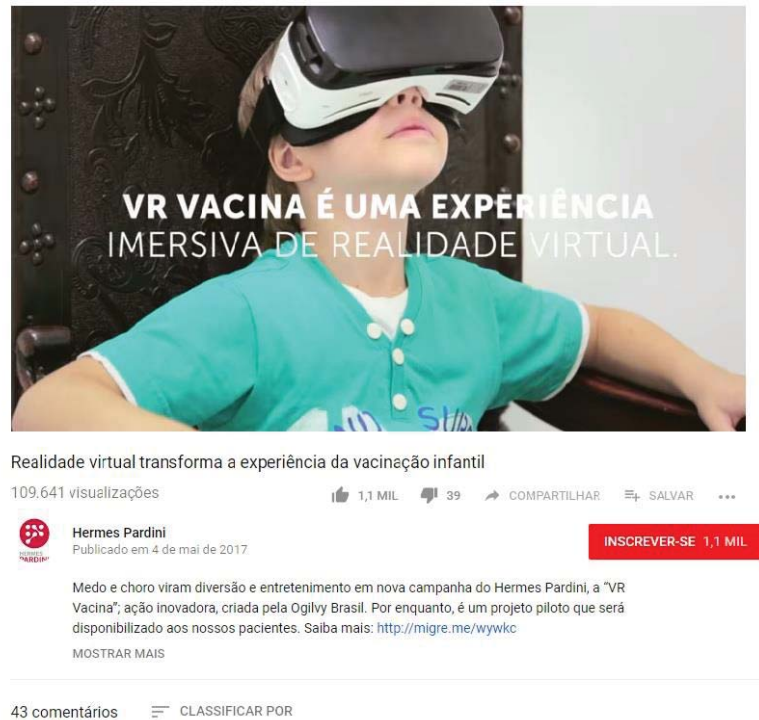 VR VACINA É UMA EXPERIÊNCIA
IMERSIVA DE REALIDADE VIRTUAL.
Realidade virtual transforma a experiência da vacinação infantil
109.641 visualizações
1,1 MIL 39 COMPARTILHAR SALVAR
HERMES
PARDINI
Hermes Pardini
Publicado em 4 de mai de 2017
INSCREVER-SE 1,1 MIL
Medo e choro viram diversão e entretenimento em nova campanha do Hermes Pardini, a “VR
Vacina”; ação inovadora, criada pela Ogilvy Brasil. Por enquanto, é um projeto piloto que será
disponibilizado aos nossos pacientes. Saiba mais: http://migre.me/wywkc
MOSTRAR MAIS
43 comentários CLASSIFICAR POR